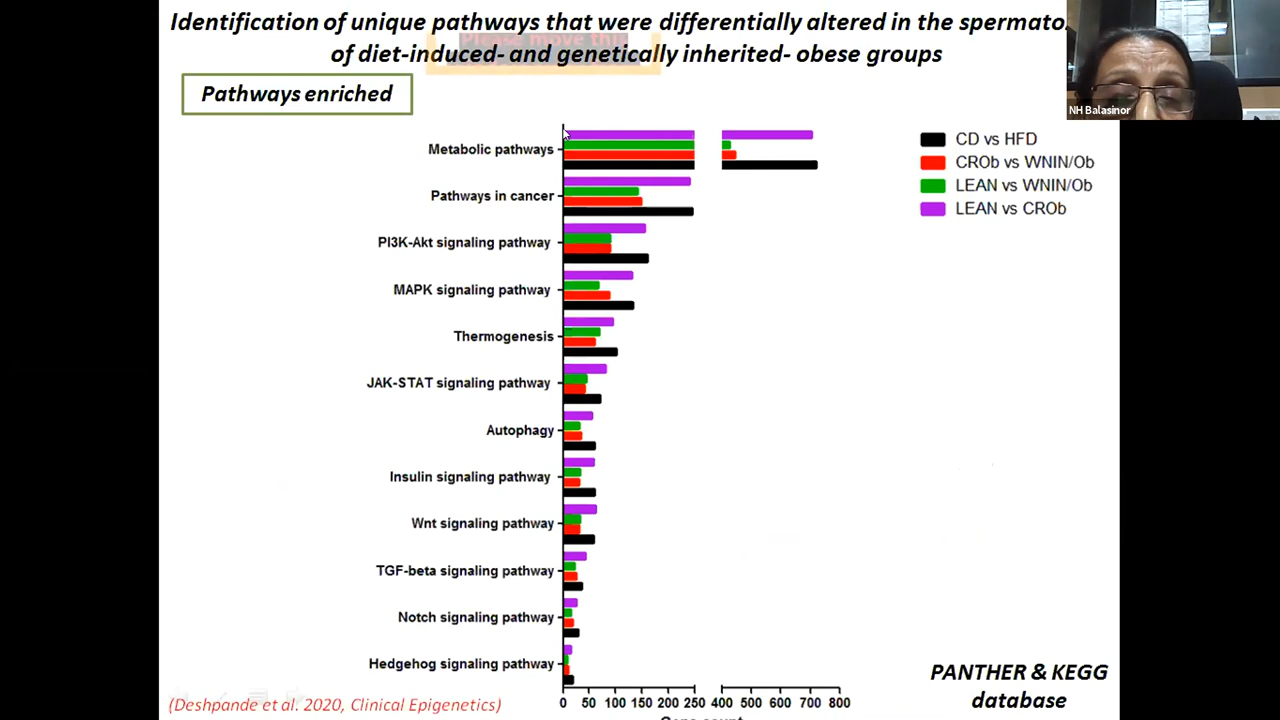 Identification of unique pathways that were differentially altered in the spermato
of diet-induced- and genetically inherited- obese groups
Please move this
Pathways enriched
NH Balasinor
CD vs HFD
CROb vs WNIN/Ob
LEAN vs WNIN/Ob
LEAN vs CROb
Metabolic pathways
Pathways in cancer
PI3K-Akt signaling pathway
MAPK signaling pathway
Thermogenesis
JAK-STAT signaling pathway
Autophagy
Insulin signaling pathway
Wnt signaling pathway
TGF-beta signaling pathway
Notch signaling pathway
Hedgehog signaling pathway
0 50 100 150 200 250 400 500 600 700 800
PANTHER & KEGG
database
(Deshpande et al. 2020, Clinical Epigenetics)